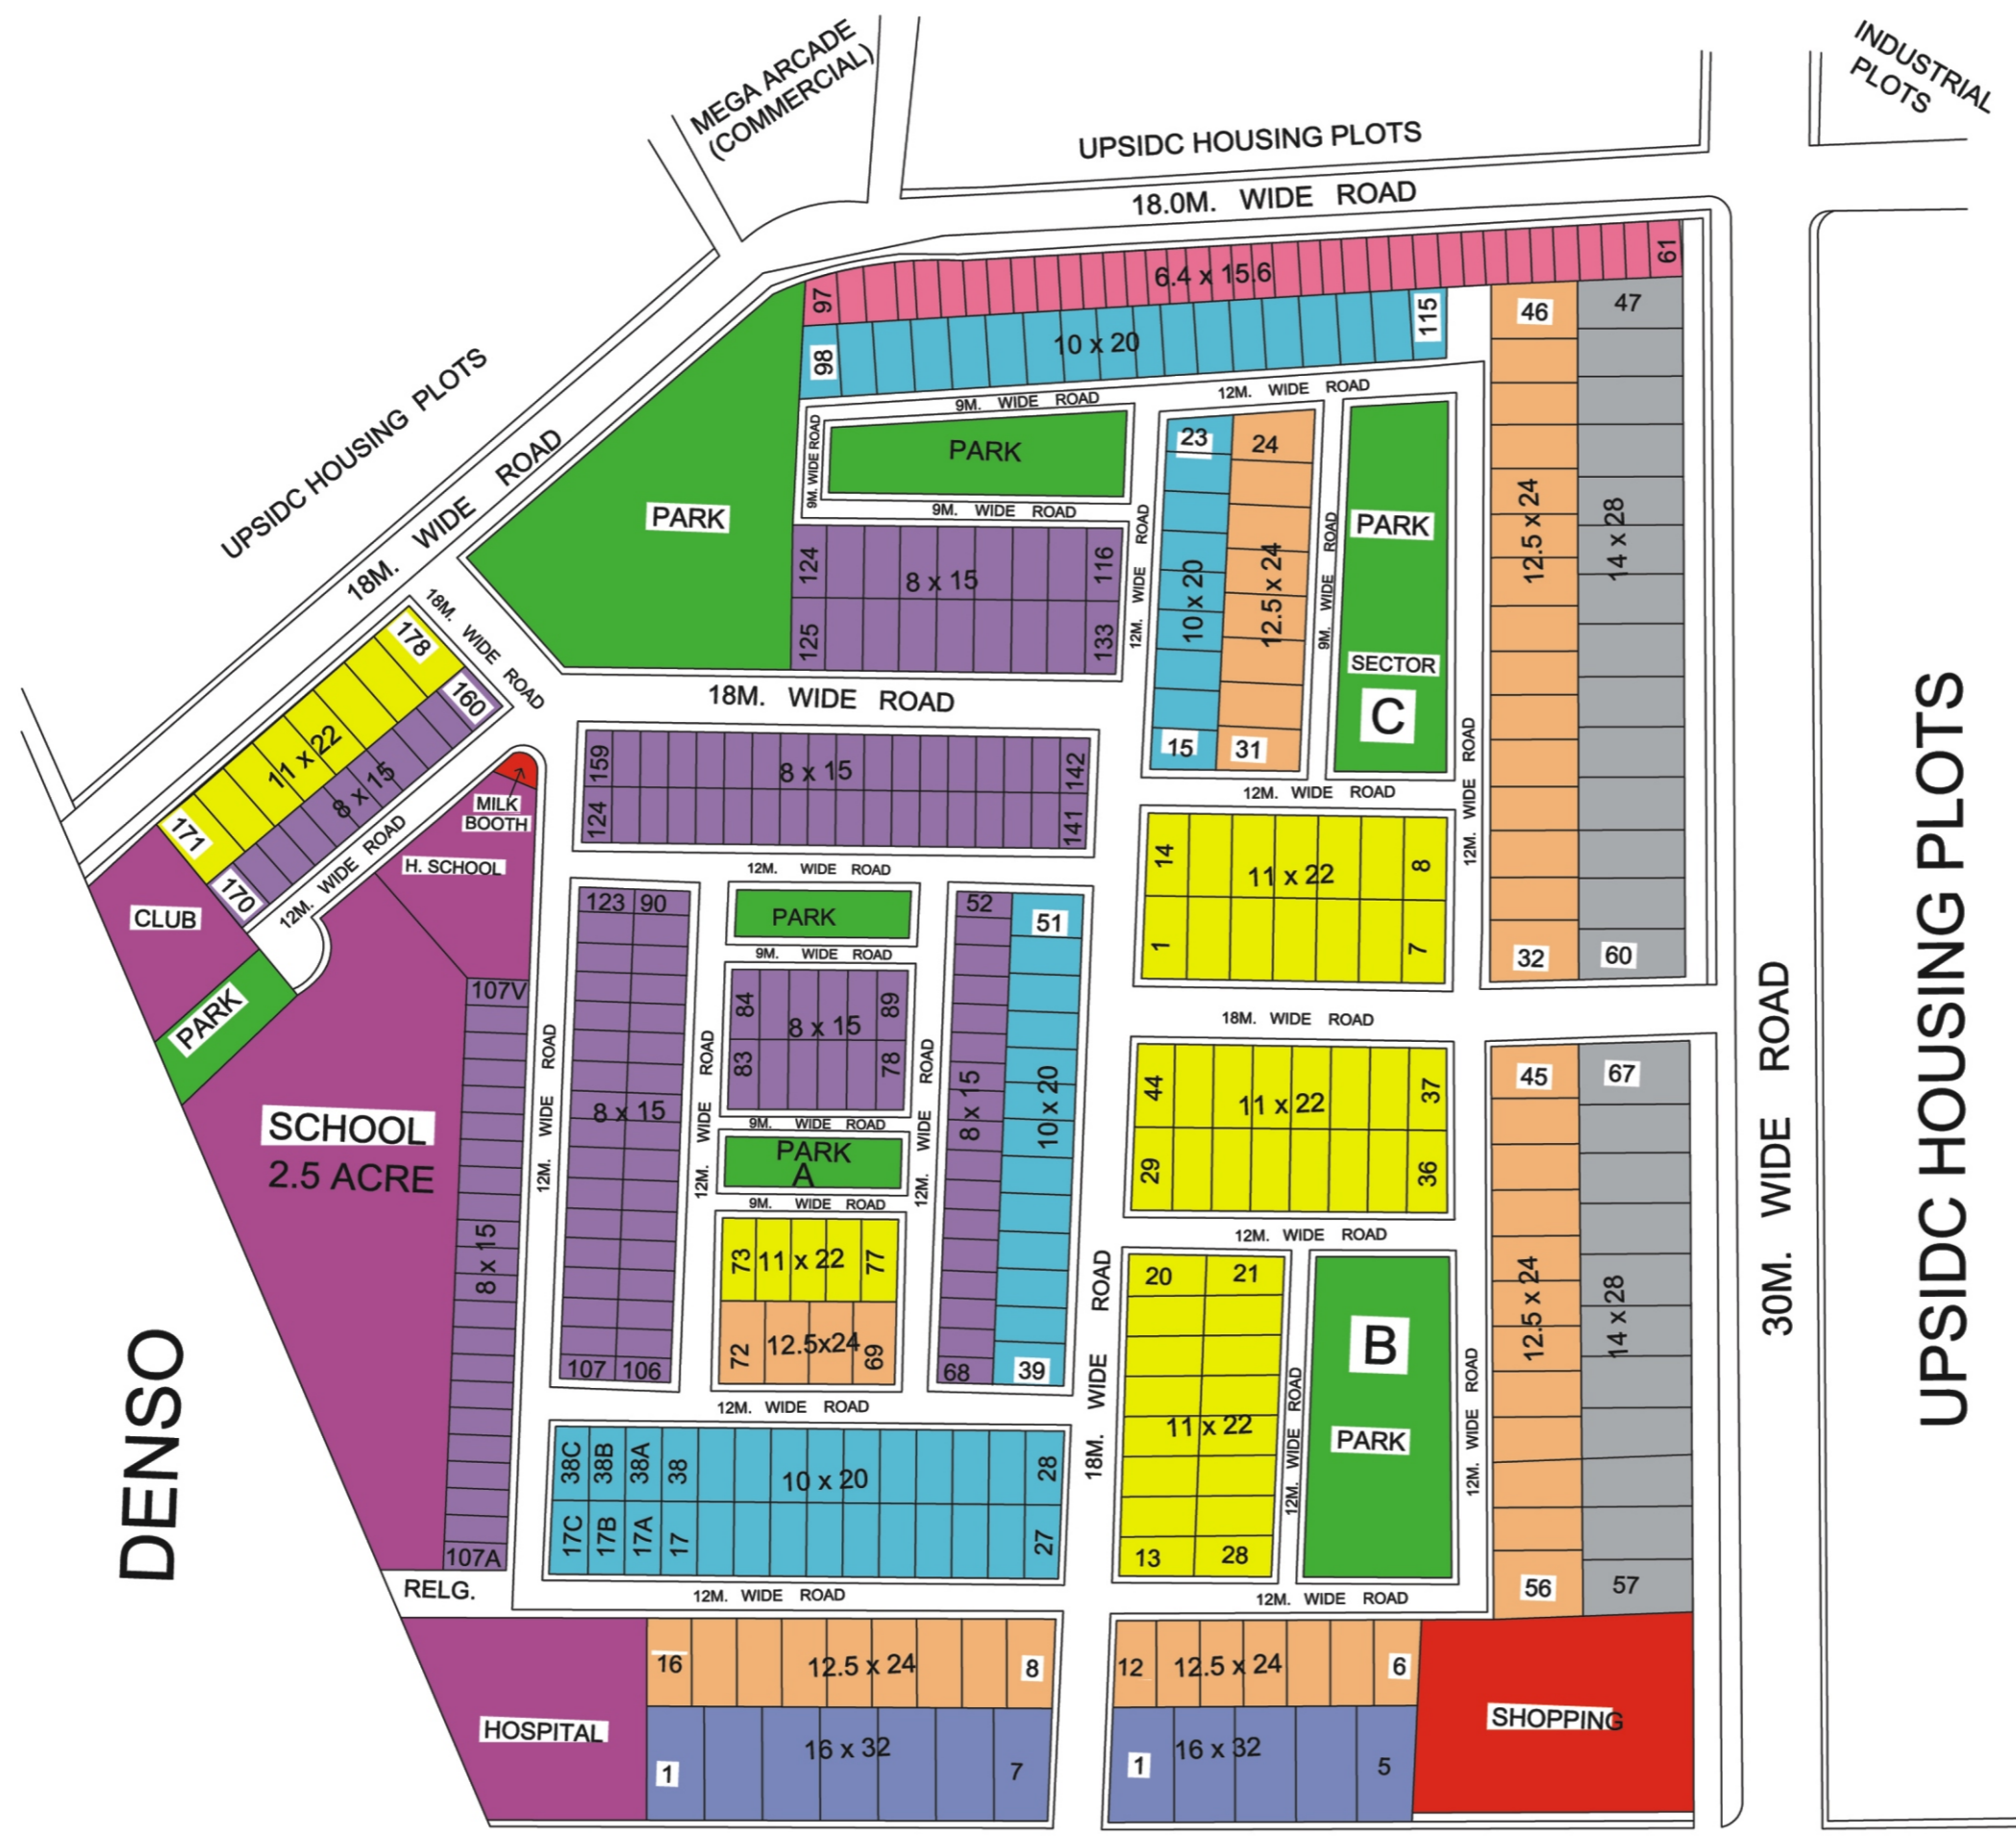 MEGA ARCADE
(COMMERCIAL)
INDUSTRIAL
PLOTS
UPSIDC HOUSING PLOTS
18.0M. WIDE ROAD
UPSIDC HOUSING PLOTS
18M. WIDE ROAD
97
6.4 x 15.6
61
98
10 x 20
115
46
47
12.5 x 24
14 x 28
32
60
9M. WIDE ROAD
12M. WIDE ROAD
9M. WIDE ROAD
PARK
9M. WIDE ROAD
PARK
124
8 x 15
116
125
133
12M. WIDE ROAD
23
24
10 x 20
12.5 x 24
15
31
9M. WIDE ROAD
PARK
SECTOR
C
12M. WIDE ROAD
18M. WIDE ROAD
178
160
11 x 22
8 x 15
171
170
12M. WIDE ROAD
MILK
BOOTH
H. SCHOOL
CLUB
PARK
SCHOOL
2.5 ACRE
107V
8 x 15
107A
RELG.
DENSO
18M. WIDE ROAD
159
8 x 15
142
124
141
12M. WIDE ROAD
12M. WIDE ROAD
14
11 x 22
8
1
7
18M. WIDE ROAD
12M. WIDE ROAD
123
90
8 x 15
107
106
12M. WIDE ROAD
PARK
9M. WIDE ROAD
84
8 x 15
89
83
78
9M. WIDE ROAD
PARK
A
9M. WIDE ROAD
73
11 x 22
77
72
12.5x24
69
12M. WIDE ROAD
12M. WIDE ROAD
52
51
8 x 15
10 x 20
68
39
44
11 x 22
37
29
36
12M. WIDE ROAD
18M. WIDE ROAD
20
21
11 x 22
13
28
12M. WIDE ROAD
B
PARK
12M. WIDE ROAD
45
67
12.5 x 24
14 x 28
56
57
30M. WIDE ROAD
UPSIDC HOUSING PLOTS
38C
38B
38A
38
10 x 20
28
17C
17B
17A
17
27
12M. WIDE ROAD
12M. WIDE ROAD
HOSPITAL
16
12.5 x 24
8
1
16 x 32
7
12
12.5 x 24
6
1
16 x 32
5
SHOPPING